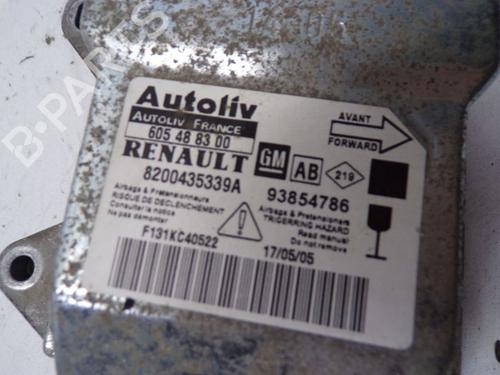 Autoliv
AUTOLIV FRANCE
605 48 83 00
RENAULT
8200435339A
GM
AB
219
AVANT
FORWARD
93854786
Airbags & Pretensionneurs
RISQUE DE DECLENCHEMENT
Consulter la notice
Ne pas démonter
Airbags & Pretensioners
TRIGERRING HAZARD
Read manual
Do not remove
F131KC40522
17/05/05
B-PARTS